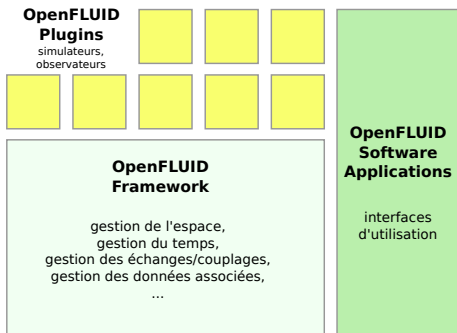 OpenFLUID
Plugins
simulateurs,
observateurs
OpenFLUID
Framework
gestion de l'espace,
gestion du temps,
gestion des échanges/couplages,
gestion des données associées,
...
OpenFLUID
Software
Applications
interfaces
d'utilisation